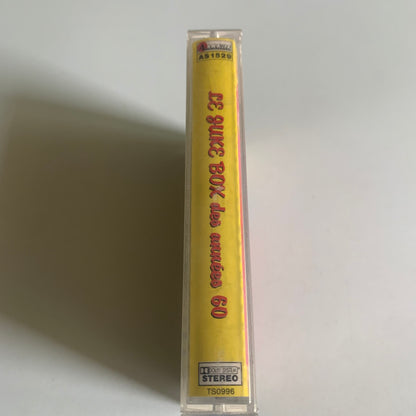 AS 1529
LE JUKE BOX des années 60
STEREO
TS0996